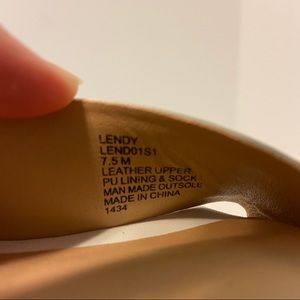 LENDY
LEND01S1
7.5 M
LEATHER UPPER
PU LINING & SOCK
MAN MADE OUTSOLE
MADE IN CHINA
1434